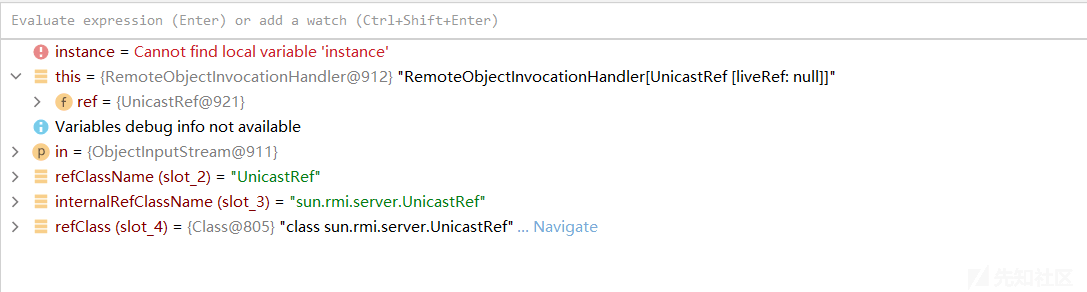 Evaluate expression (Enter) or add a watch (Ctrl+Shift+Enter)
instance = Cannot find local variable 'instance'
this = {RemoteObjectInvocationHandler@912} "RemoteObjectInvocationHandler[UnicastRef [liveRef: null]]"
f ref = {UnicastRef@921}
Variables debug info not available
p in = {ObjectInputStream@911}
refClassName (slot_2) = "UnicastRef"
internalRefClassName (slot_3) = "sun.rmi.server.UnicastRef"
refClass (slot_4) = {Class@805} "class sun.rmi.server.UnicastRef" ... Navigate
先知社区